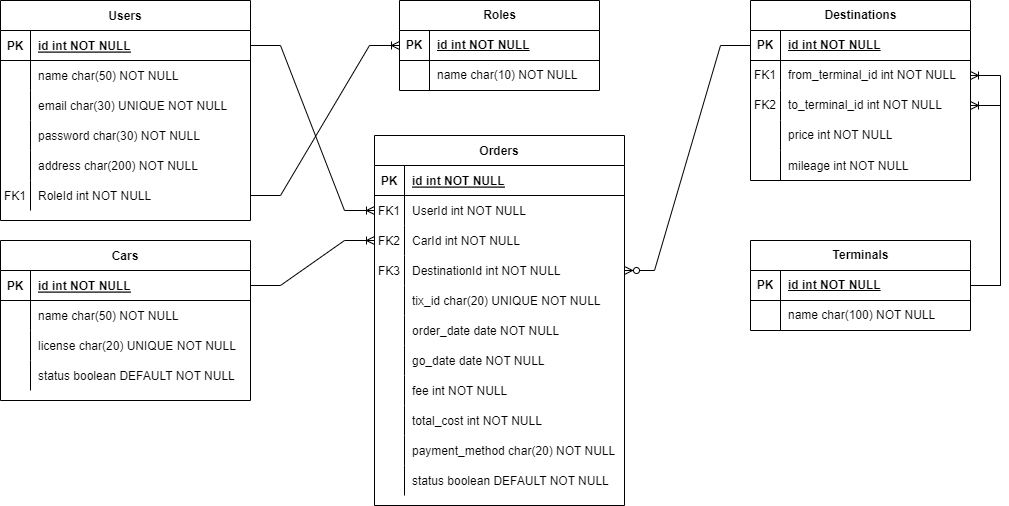 Users
PK id int NOT NULL
name char(50) NOT NULL
email char(30) UNIQUE NOT NULL
password char(30) NOT NULL
address char(200) NOT NULL
FK1 RoleId int NOT NULL
Roles
PK id int NOT NULL
name char(10) NOT NULL
Destinations
PK id int NOT NULL
FK1 from_terminal_id int NOT NULL
FK2 to_terminal_id int NOT NULL
price int NOT NULL
mileage int NOT NULL
Orders
PK id int NOT NULL
FK1 UserId int NOT NULL
FK2 CarId int NOT NULL
FK3 DestinationId int NOT NULL
tix_id char(20) UNIQUE NOT NULL
order_date date NOT NULL
go_date date NOT NULL
fee int NOT NULL
total_cost int NOT NULL
payment_method char(20) NOT NULL
status boolean DEFAULT NOT NULL
Cars
PK id int NOT NULL
name char(50) NOT NULL
license char(20) UNIQUE NOT NULL
status boolean DEFAULT NOT NULL
Terminals
PK id int NOT NULL
name char(100) NOT NULL